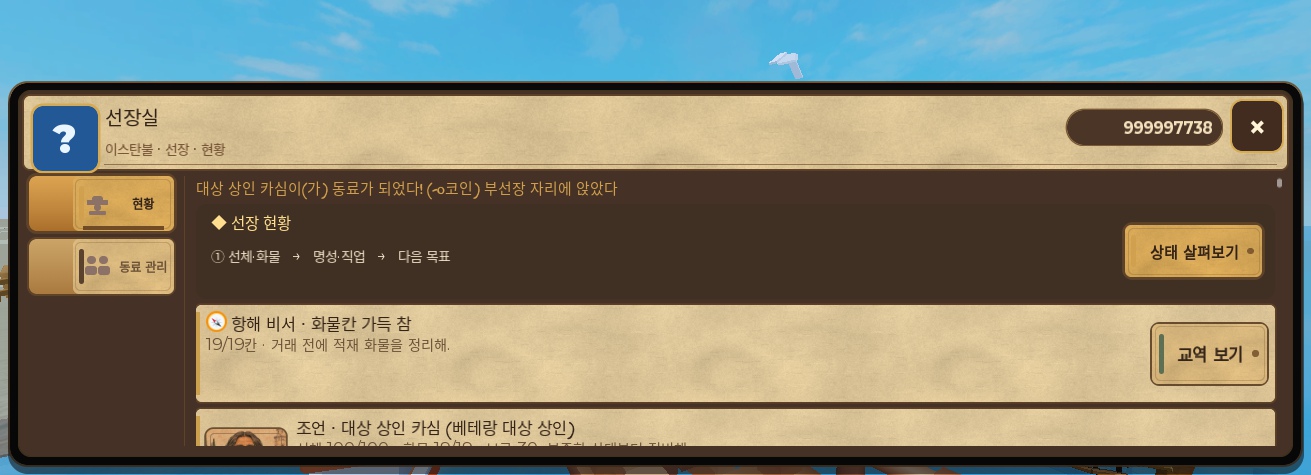 ?
선장실
이스탄불 · 선장 · 현황
999997738
×
현황
동료 관리
대상 상인 카심이(가) 동료가 되었다! (-0코인) 부선장 자리에 앉았다
◆ 선장 현황
① 선체·화물 → 명성·직업 → 다음 목표
상태 살펴보기
항해 비서 · 화물칸 가득 참
19/19칸 · 거래 전에 적재 화물을 정리해.
교역 보기
조언 · 대상 상인 카심 (베테랑 대상 상인)